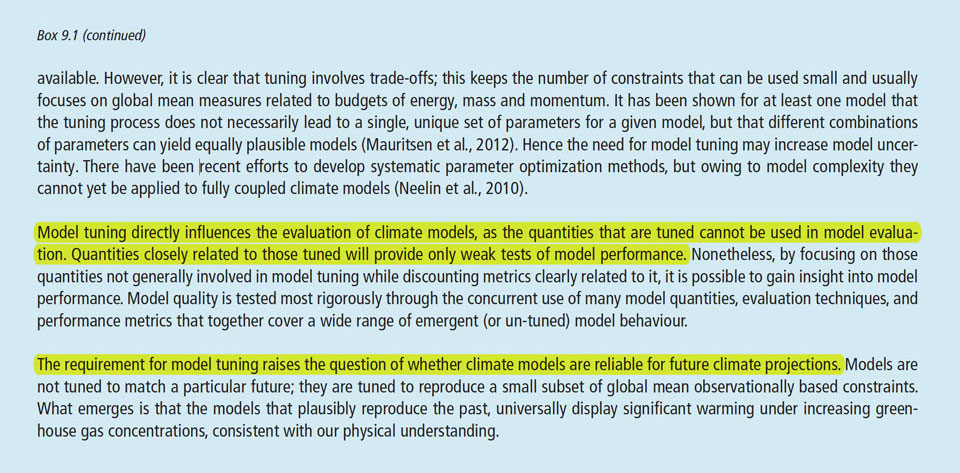 Box 9.1 (continued)
available. However, it is clear that tuning involves trade-offs; this keeps the number of constraints that can be used small and usually
focuses on global mean measures related to budgets of energy, mass and momentum. It has been shown for at least one model that
the tuning process does not necessarily lead to a single, unique set of parameters for a given model, but that different combinations
of parameters can yield equally plausible models (Mauritsen et al., 2012). Hence the need for model tuning may increase model uncer-
tainty. There have been recent efforts to develop systematic parameter optimization methods, but owing to model complexity they
cannot yet be applied to fully coupled climate models (Neelin et al., 2010).
Model tuning directly influences the evaluation of climate models, as the quantities that are tuned cannot be used in model evalua-
tion. Quantities closely related to those tuned will provide only weak tests of model performance. Nonetheless, by focusing on those
quantities not generally involved in model tuning while discounting metrics clearly related to it, it is possible to gain insight into model
performance. Model quality is tested most rigorously through the concurrent use of many model quantities, evaluation techniques, and
performance metrics that together cover a wide range of emergent (or un-tuned) model behaviour.
The requirement for model tuning raises the question of whether climate models are reliable for future climate projections. Models are
not tuned to match a particular future; they are tuned to reproduce a small subset of global mean observationally based constraints.
What emerges is that the models that plausibly reproduce the past, universally display significant warming under increasing green-
house gas concentrations, consistent with our physical understanding.